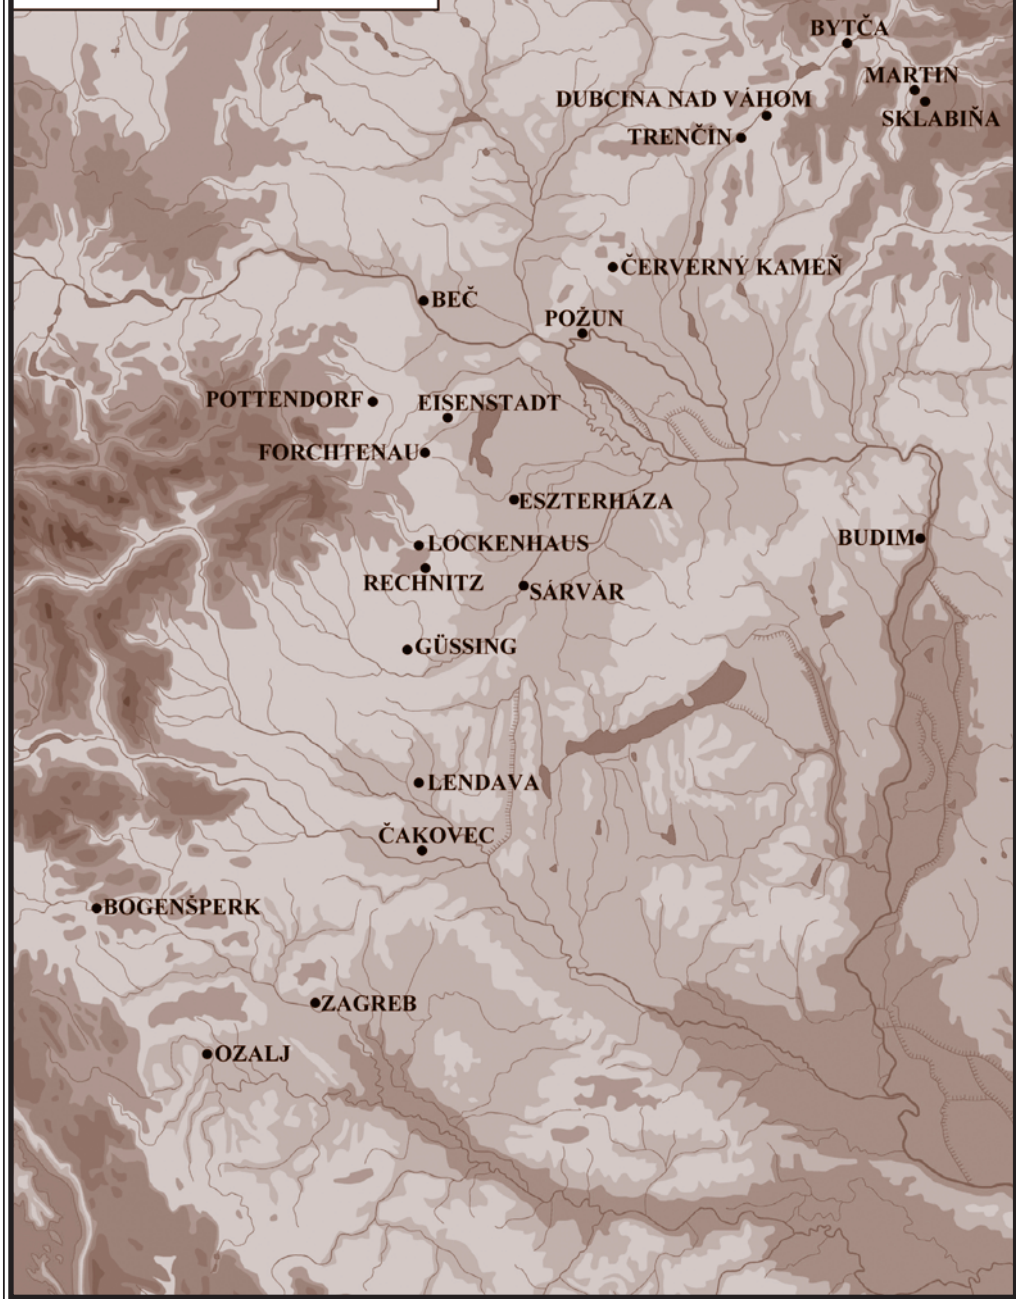 BYTČA
MARTIN
DUBCINA NAD VÁHOM
SKLABIŇA
TRENČÍN
ČERVERNÝ KAMEŇ
BEČ
POŽUN
POTTENDORF
EISENSTADT
FORCHTENAU
ESZTERHAZA
BUDIM
LOCKENHAUS
RECHNITZ
SÁRVÁR
GÜSSING
LENDAVA
ČAKOVEC
BOGENŠPERK
ZAGREB
OZALJ